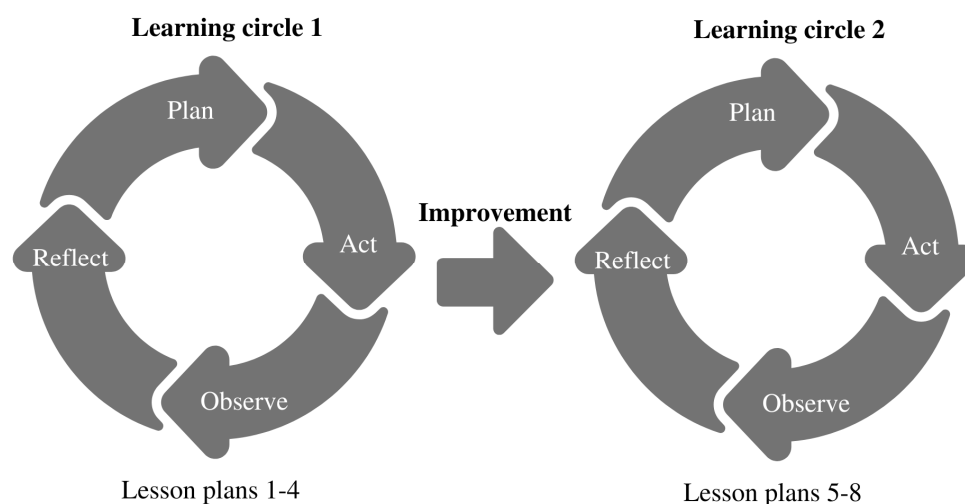 Learning circle 1
Plan
Act
Observe
Reflect
Lesson plans 1-4
Improvement
Learning circle 2
Plan
Act
Observe
Reflect
Lesson plans 5-8